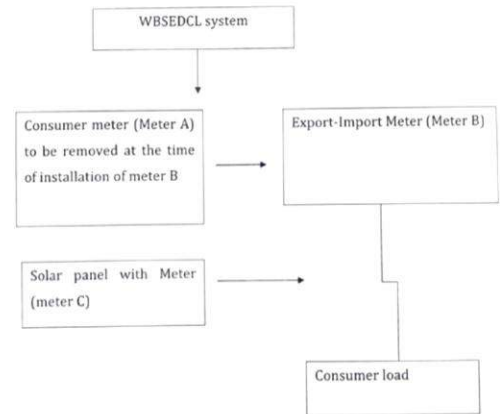 WBSEDCL system
Consumer meter (Meter A)
to be removed at the time
of installation of meter B
Export-Import Meter (Meter B)
Solar panel with Meter
(meter C)
Consumer load